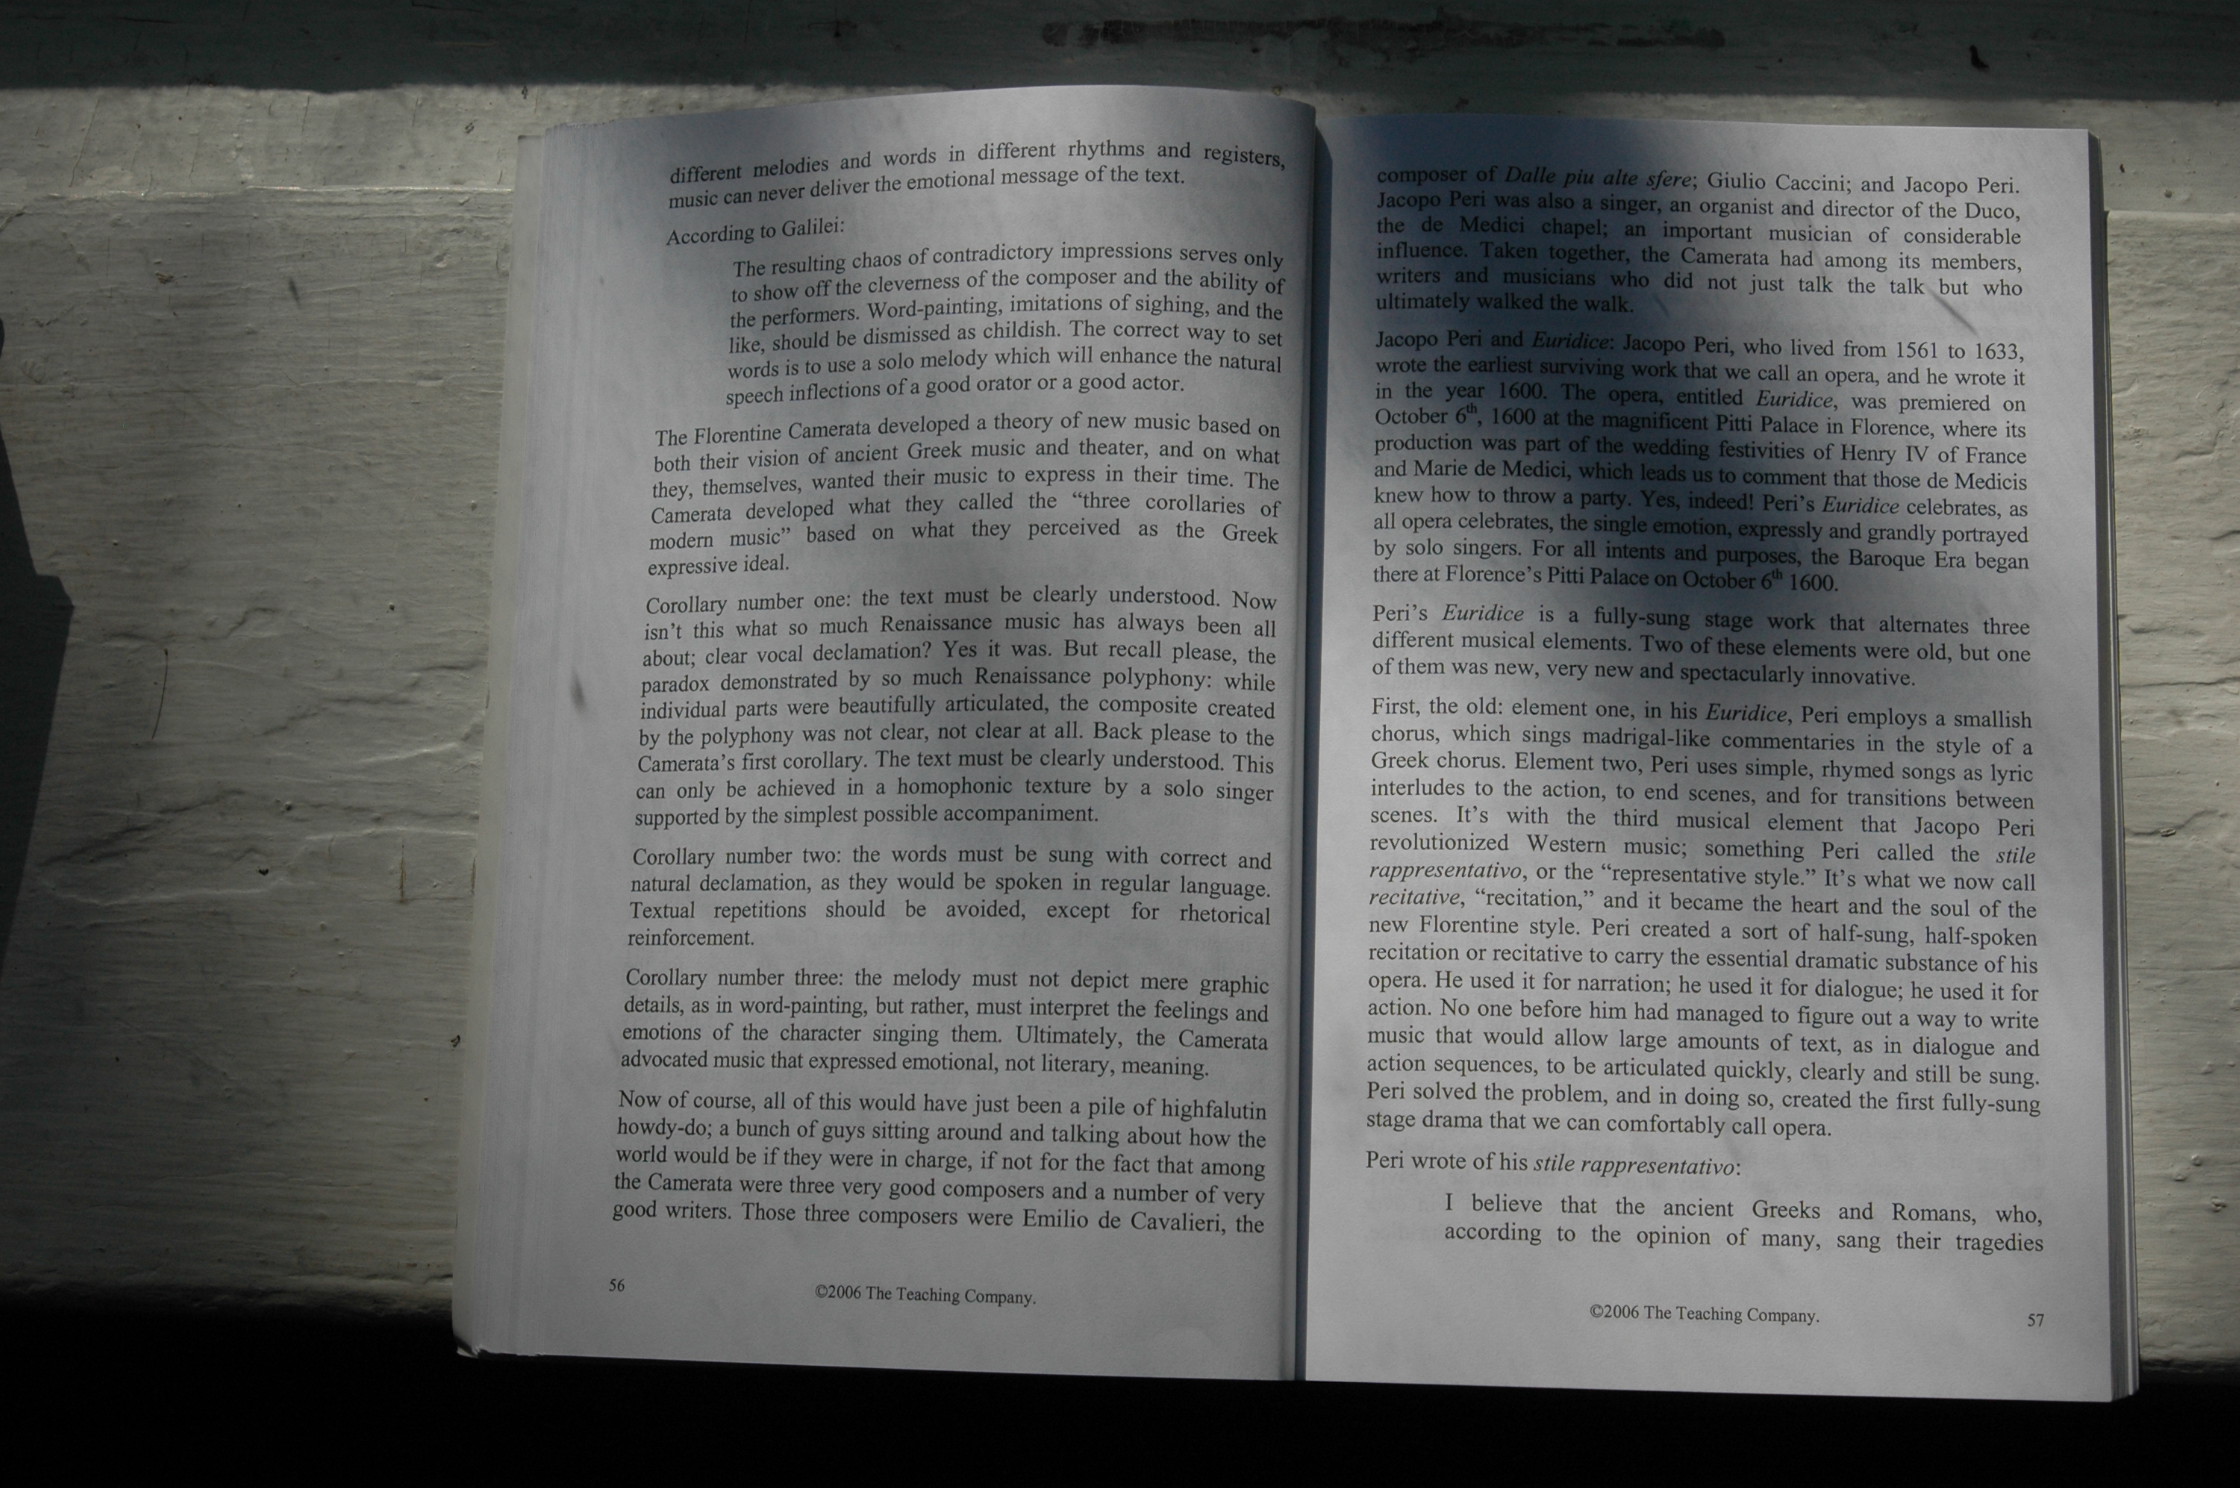 different melodies and words in different rhythms and registers,
music can never deliver the emotional message of the text.
According to Galilei:
The resulting chaos of contradictory impressions serves only
to show off the cleverness of the composer and the ability of
the performers. Word-painting, imitations of sighing, and the
like, should be dismissed as childish. The correct way to set
words is to use a solo melody which will enhance the natural
speech inflections of a good orator or a good actor.
The Florentine Camerata developed a theory of new music based on
both their vision of ancient Greek music and theater, and on what
they, themselves, wanted their music to express in their time. The
Camerata developed what they called the “three corollaries of
modern music” based on what they perceived as the Greek
expressive ideal.
Corollary number one: the text must be clearly understood. Now
isn’t this what so much Renaissance music has always been all
about; clear vocal declamation? Yes it was. But recall please, the
paradox demonstrated by so much Renaissance polyphony: while
individual parts were beautifully articulated, the composite created
by the polyphony was not clear, not clear at all. Back please to the
Camerata’s first corollary. The text must be clearly understood. This
can only be achieved in a homophonic texture by a solo singer
supported by the simplest possible accompaniment.
Corollary number two: the words must be sung with correct and
natural declamation, as they would be spoken in regular language.
Textual repetitions should be avoided, except for rhetorical
reinforcement.
Corollary number three: the melody must not depict mere graphic
details, as in word-painting, but rather, must interpret the feelings and
emotions of the character singing them. Ultimately, the Camerata
advocated music that expressed emotional, not literary, meaning.
Now of course, all of this would have just been a pile of highfalutin
howdy-do; a bunch of guys sitting around and talking about how the
world would be if they were in charge, if not for the fact that among
the Camerata were three very good composers and a number of very
good writers. Those three composers were Emilio de Cavalieri, the
56
©2006 The Teaching Company.
composer of Dalle piu alte sfere; Giulio Caccini; and Jacopo Peri.
Jacopo Peri was also a singer, an organist and director of the Duco,
the de Medici chapel; an important musician of considerable
influence. Taken together, the Camerata had among its members,
writers and musicians who did not just talk the talk but who
ultimately walked the walk.
Jacopo Peri and Euridice: Jacopo Peri, who lived from 1561 to 1633,
wrote the earliest surviving work that we call an opera, and he wrote it
in the year 1600. The opera, entitled Euridice, was premiered on
October 6th, 1600 at the magnificent Pitti Palace in Florence, where its
production was part of the wedding festivities of Henry IV of France
and Marie de Medici, which leads us to comment that those de Medicis
knew how to throw a party. Yes, indeed! Peri’s Euridice celebrates, as
all opera celebrates, the single emotion, expressly and grandly portrayed
by solo singers. For all intents and purposes, the Baroque Era began
there at Florence’s Pitti Palace on October 6th 1600.
Peri’s Euridice is a fully-sung stage work that alternates three
different musical elements. Two of these elements were old, but one
of them was new, very new and spectacularly innovative.
First, the old: element one, in his Euridice, Peri employs a smallish
chorus, which sings madrigal-like commentaries in the style of a
Greek chorus. Element two, Peri uses simple, rhymed songs as lyric
interludes to the action, to end scenes, and for transitions between
scenes. It’s with the third musical element that Jacopo Peri
revolutionized Western music; something Peri called the stile
rappresentativo, or the “representative style.” It’s what we now call
recitative, “recitation,” and it became the heart and the soul of the
new Florentine style. Peri created a sort of half-sung, half-spoken
recitation or recitative to carry the essential dramatic substance of his
opera. He used it for narration; he used it for dialogue; he used it for
action. No one before him had managed to figure out a way to write
music that would allow large amounts of text, as in dialogue and
action sequences, to be articulated quickly, clearly and still be sung.
Peri solved the problem, and in doing so, created the first fully-sung
stage drama that we can comfortably call opera.
Peri wrote of his stile rappresentativo:
I believe that the ancient Greeks and Romans, who,
according to the opinion of many, sang their tragedies
©2006 The Teaching Company.
57